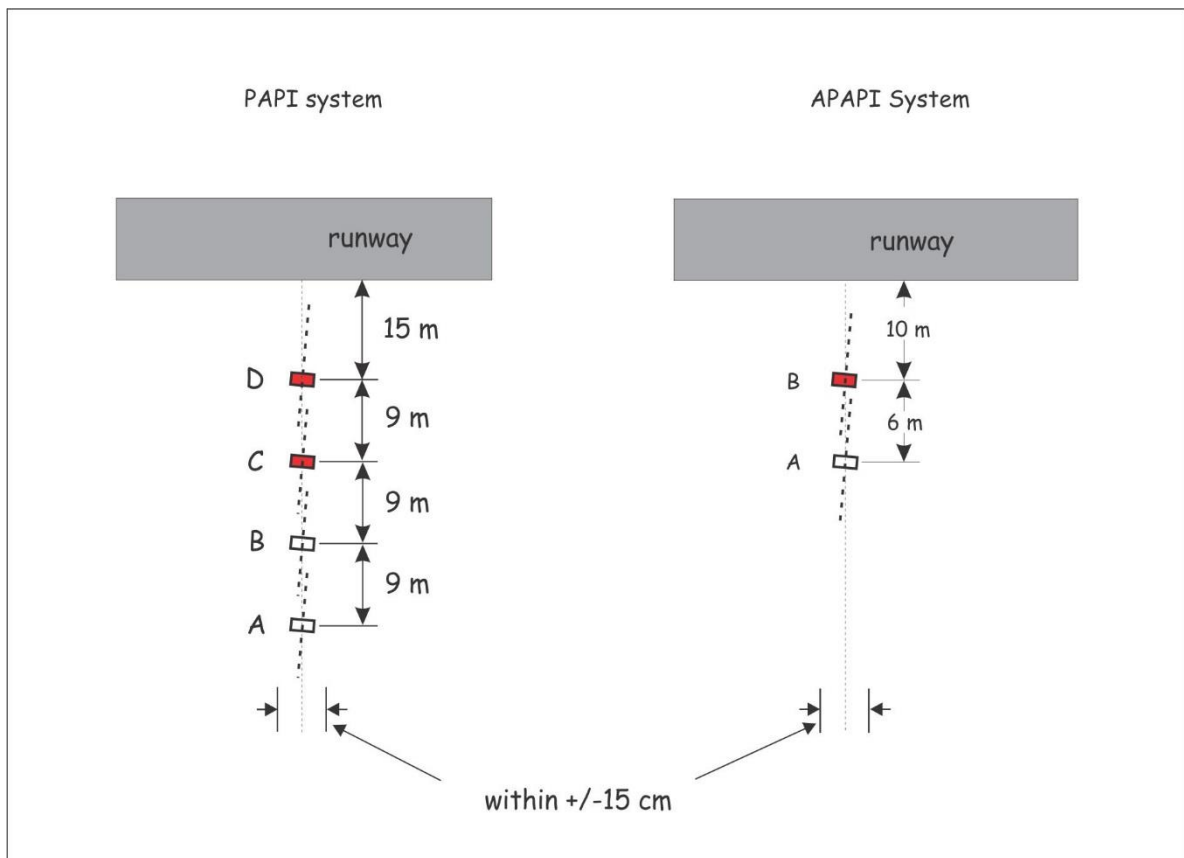 PAPI system
APAPI System
runway
runway
15 m
10 m
D
B
9 m
6 m
C
A
9 m
B
9 m
A
within +/-15 cm